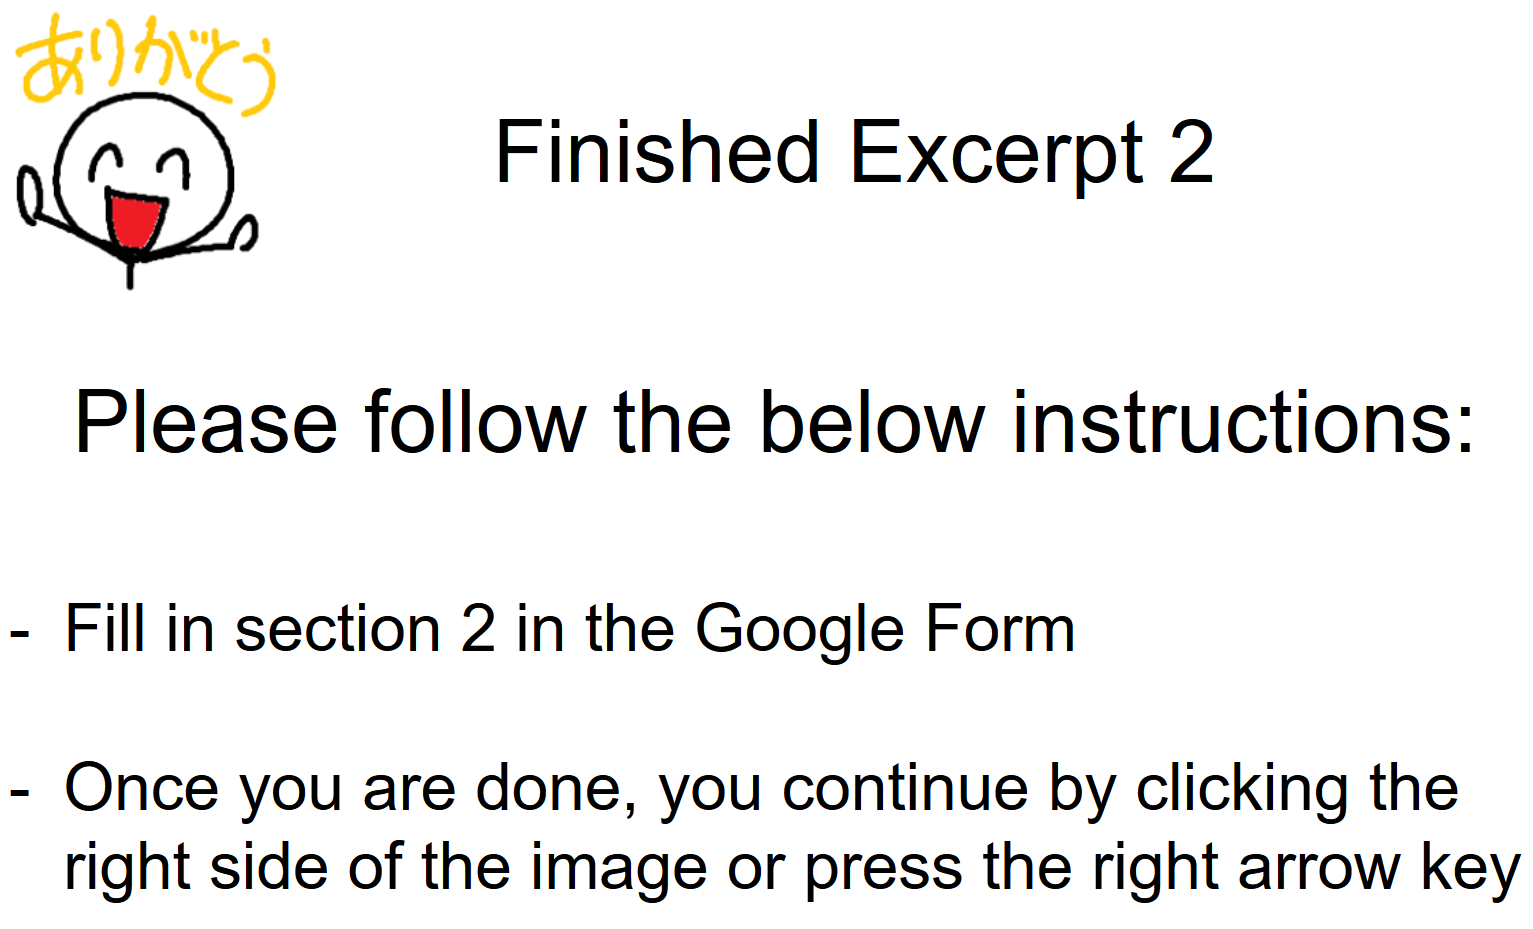 ありがとう
Finished Excerpt 2
Please follow the below instructions:
- Fill in section 2 in the Google Form
- Once you are done, you continue by clicking the
right side of the image or press the right arrow key